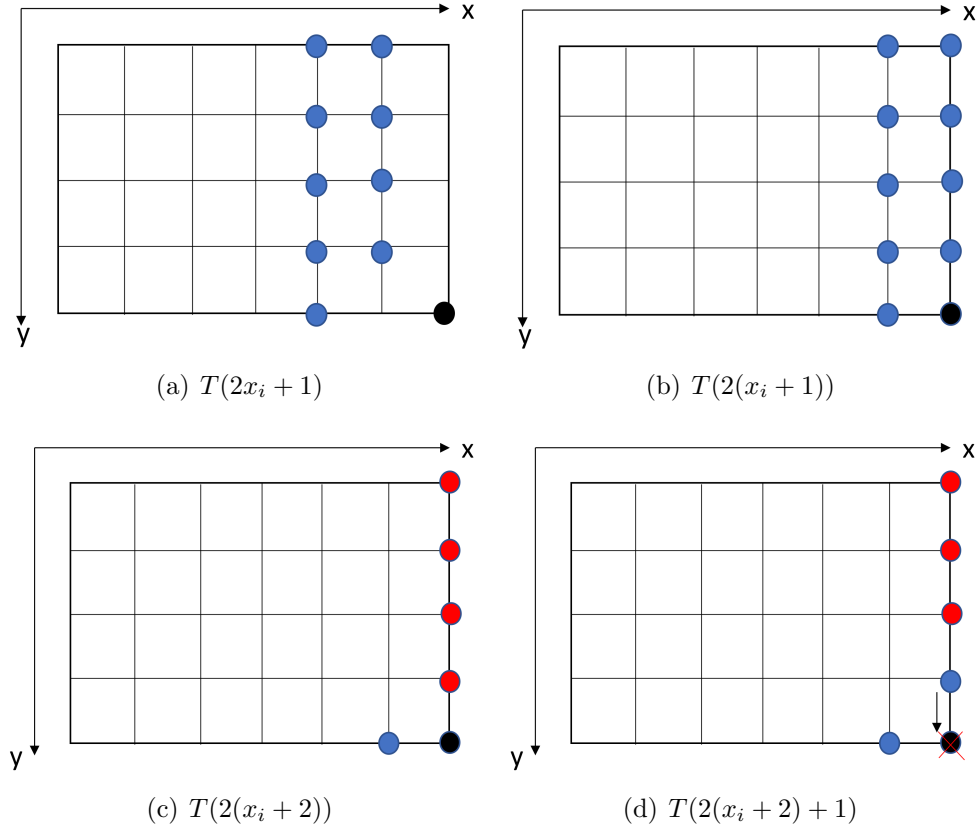 x
x
y
y
(a) $T(2x_i + 1)$
(b) $T(2(x_i + 1))$
x
x
y
y
(c) $T(2(x_i + 2))$
(d) $T(2(x_i + 2) + 1)$